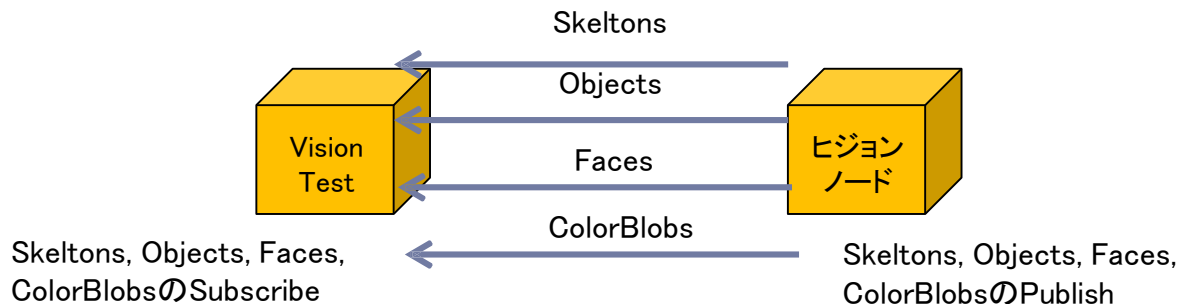 Skeltons
Objects
Vision
Test
ヒジョン
ノード
Faces
ColorBlobs
Skeltons, Objects, Faces,
ColorBlobsのSubscribe
Skeltons, Objects, Faces,
ColorBlobsのPublish